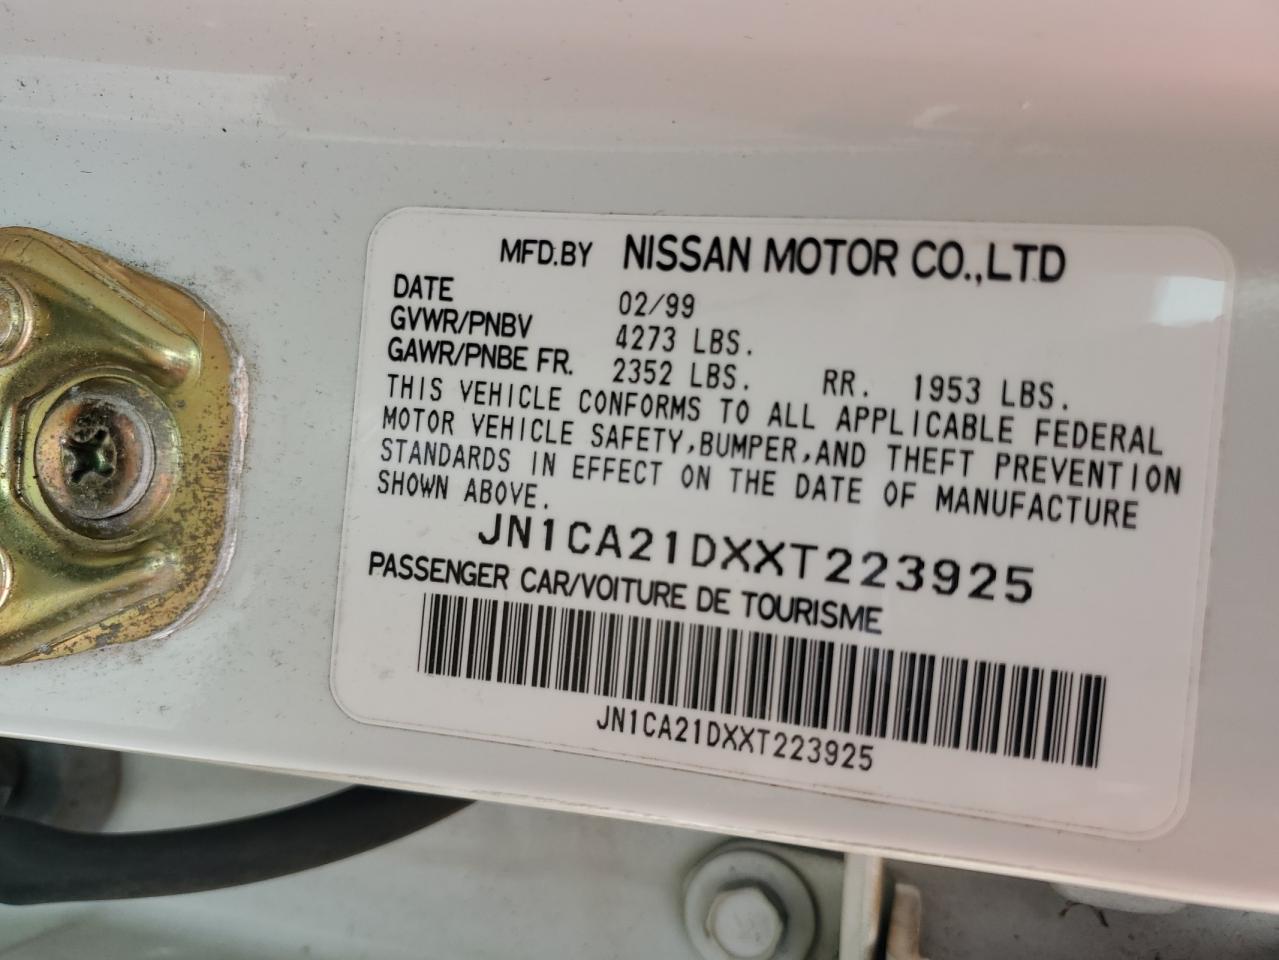 MFD.BY NISSAN MOTOR CO.,LTD
DATE 02/99
GVWR/PNBV 4273 LBS.
GAWR/PNBE FR. 2352 LBS. RR. 1953 LBS.
THIS VEHICLE CONFORMS TO ALL APPLICABLE FEDERAL
MOTOR VEHICLE SAFETY,BUMPER,AND THEFT PREVENTION
STANDARDS IN EFFECT ON THE DATE OF MANUFACTURE
SHOWN ABOVE.
JN1CA21DXXT223925
PASSENGER CAR/VOITURE DE TOURISME
JN1CA21DXXT223925